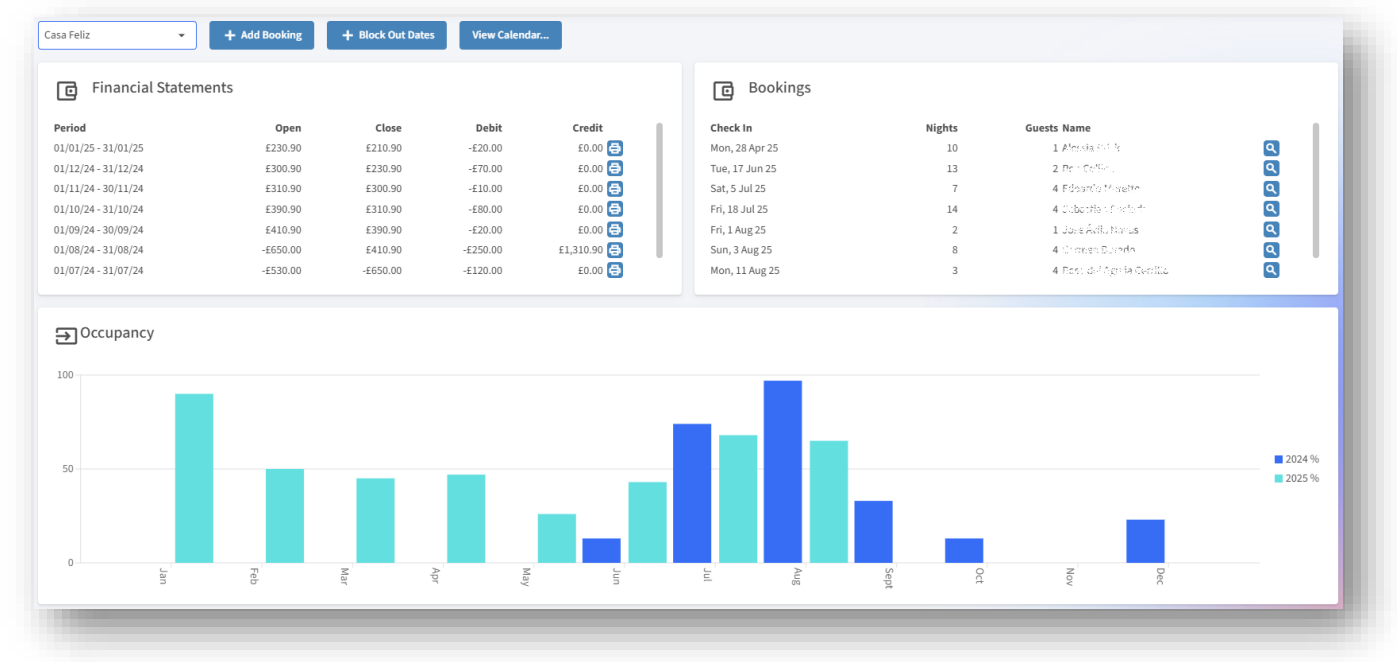 Casa Feliz
+ Add Booking
+ Block Out Dates
View Calendar...
Financial Statements
Period Open Close Debit Credit
01/01/25 - 31/01/25 £230.90 £210.90 -£20.00 £0.00
01/12/24 - 31/12/24 £300.90 £230.90 -£70.00 £0.00
01/11/24 - 30/11/24 £310.90 £300.90 -£10.00 £0.00
01/10/24 - 31/10/24 £390.90 £310.90 -£80.00 £0.00
01/09/24 - 30/09/24 £410.90 £390.90 -£20.00 £0.00
01/08/24 - 31/08/24 -£650.00 £410.90 -£250.00 £1,310.90
01/07/24 - 31/07/24 -£530.00 -£650.00 -£120.00 £0.00
Bookings
Check In Nights Guests Name
Mon, 28 Apr 25 10 1
Tue, 17 Jun 25 13 2
Sat, 5 Jul 25 7 4
Fri, 18 Jul 25 14 4
Fri, 1 Aug 25 2 1
Sun, 3 Aug 25 8 4
Mon, 11 Aug 25 3 4
Occupancy
100
50
0
Jan Feb Mar Apr May Jun Jul Aug Sept Oct Nov Dec
2024 %
2025 %